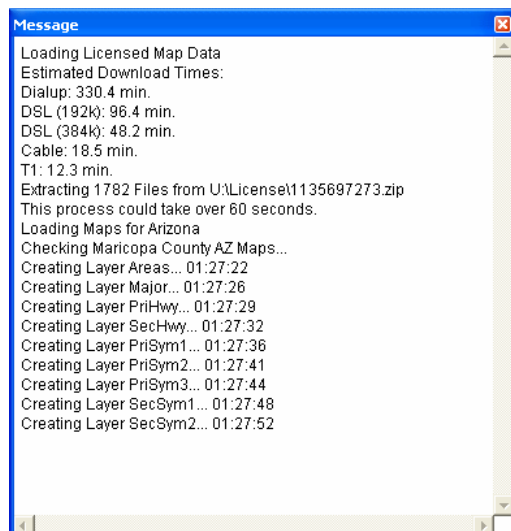 Message
Loading Licensed Map Data
Estimated Download Times:
Dialup: 330.4 min.
DSL (192k): 96.4 min.
DSL (384k): 48.2 min.
Cable: 18.5 min.
T1: 12.3 min.
Extracting 1782 Files from U:\License\1135697273.zip
This process could take over 60 seconds.
Loading Maps for Arizona
Checking Maricopa County AZ Maps...
Creating Layer Areas... 01:27:22
Creating Layer Major... 01:27:26
Creating Layer PriHwy... 01:27:29
Creating Layer SecHwy... 01:27:32
Creating Layer PriSym1... 01:27:36
Creating Layer PriSym2... 01:27:41
Creating Layer PriSym3... 01:27:44
Creating Layer SecSym1... 01:27:48
Creating Layer SecSym2... 01:27:52